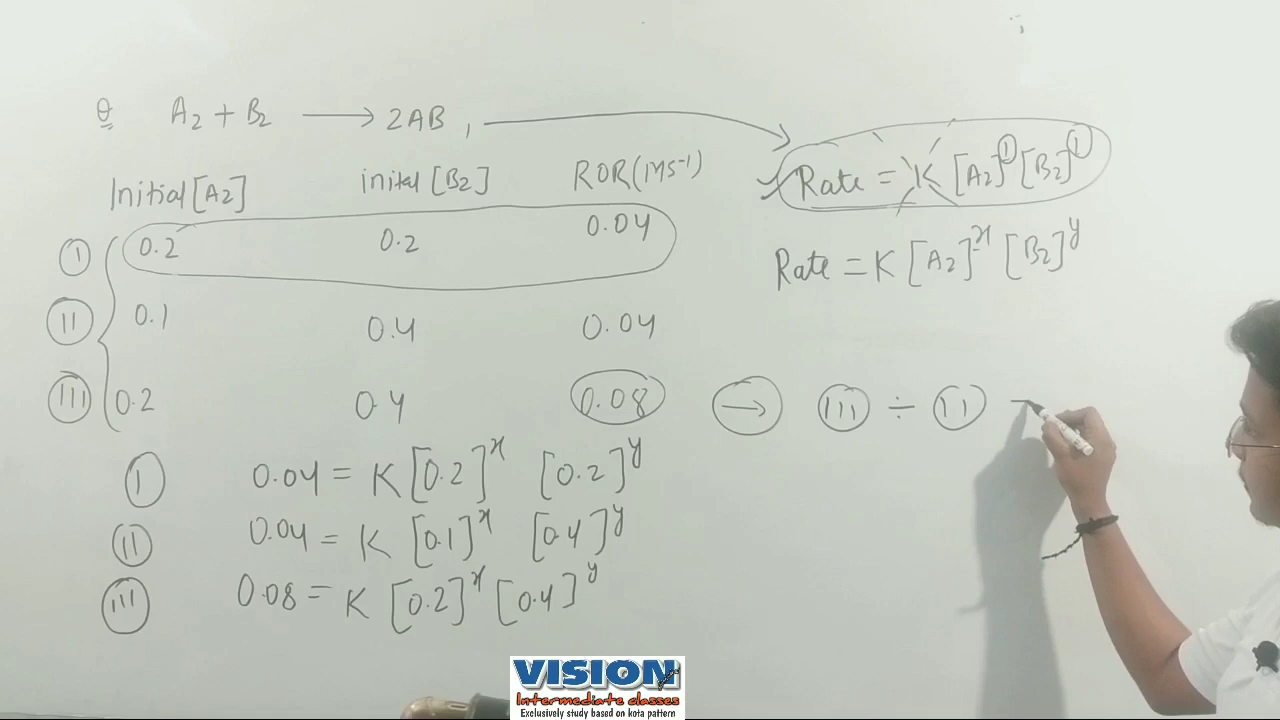 Q A₂ + B₂ ⟶ 2AB ,
Initial [A₂] inital [B₂] ROR (MS⁻¹)
I 0.2 0.2 0.04
II 0.1 0.4 0.04
III 0.2 0.4 0.08
Rate = K [A₂]¹ [B₂]¹
Rate = K [A₂]ˣ [B₂]ʸ
→ III ÷ II
I 0.04 = K [0.2]ˣ [0.2]ʸ
II 0.04 = K [0.1]ˣ [0.4]ʸ
III 0.08 = K [0.2]ˣ [0.4]ʸ
VISION
Intermediate classes
Exclusively study based on kota pattern